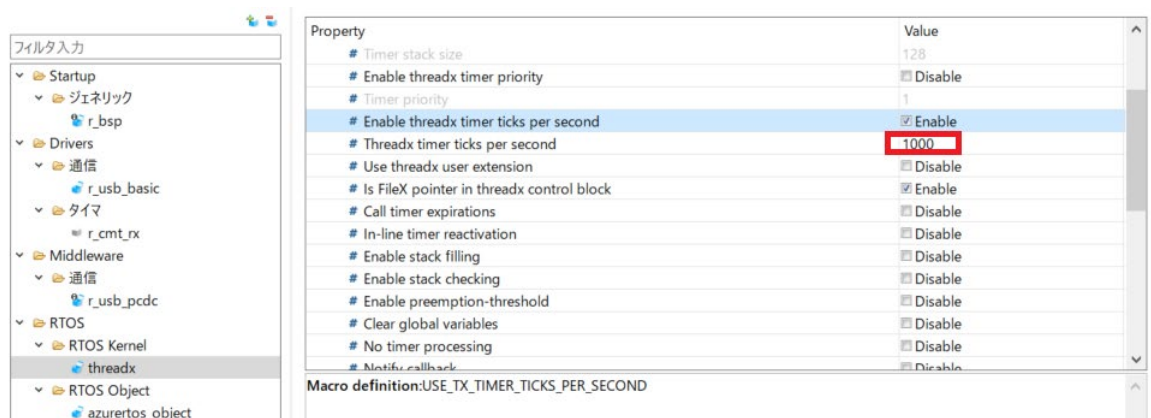 フィルタ入力
Startup
ジェネリック
r_bsp
Drivers
通信
r_usb_basic
タイマ
r_cmt_rx
Middleware
通信
r_usb_pcdc
RTOS
RTOS Kernel
threadx
RTOS Object
azurertos_object
Property Value
# Timer stack size 128
# Enable threadx timer priority Disable
# Timer priority 1
# Enable threadx timer ticks per second Enable
# Threadx timer ticks per second 1000
# Use threadx user extension Disable
# Is FileX pointer in threadx control block Enable
# Call timer expirations Disable
# In-line timer reactivation Disable
# Enable stack filling Disable
# Enable stack checking Disable
# Enable preemption-threshold Disable
# Clear global variables Disable
# No timer processing Disable
# Notify callback Disable
Macro definition:USE_TX_TIMER_TICKS_PER_SECOND